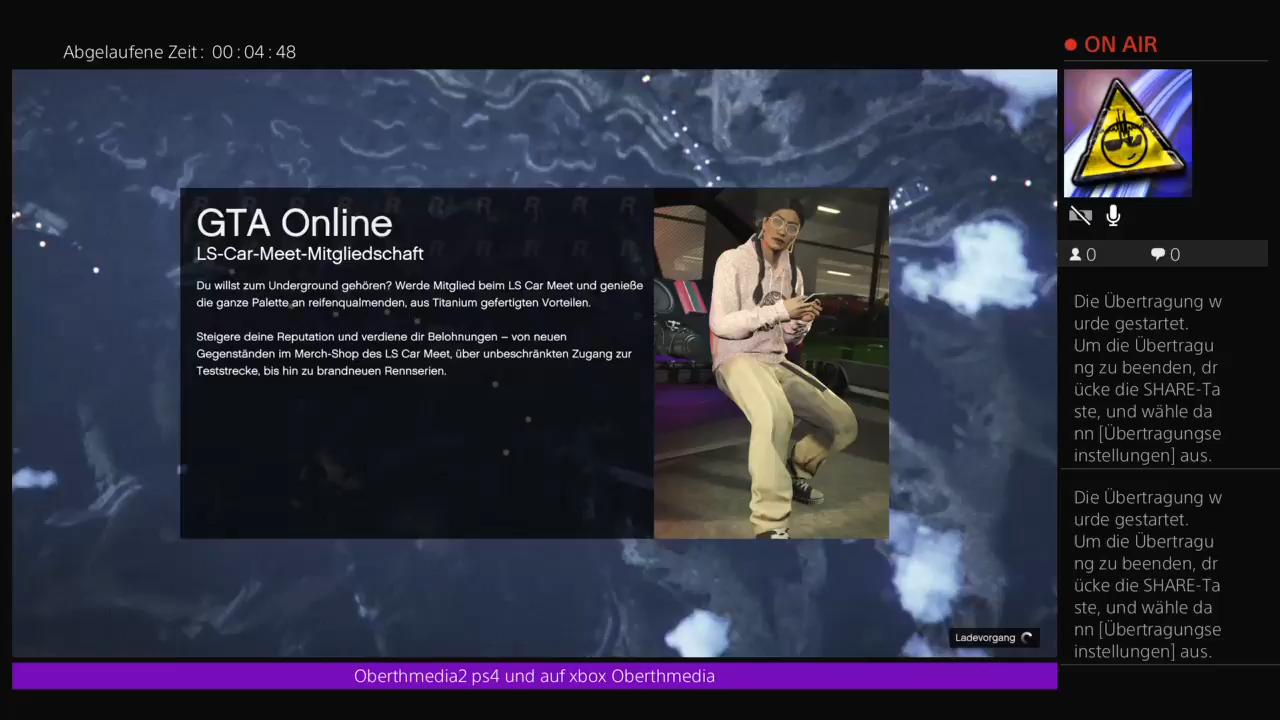 Abgelaufene Zeit: 00:04:48
ON AIR
GTA Online
LS-Car-Meet-Mitgliedschaft
Du willst zum Underground gehören? Werde Mitglied beim LS Car Meet und genieße
die ganze Palette an reifenqualmenden, aus Titanium gefertigten Vorteilen.
Steigere deine Reputation und verdiene dir Belohnungen – von neuen
Gegenständen im Merch-Shop des LS Car Meet, über unbeschränkten Zugang zur
Teststrecke, bis hin zu brandneuen Rennserien.
Ladevorgang
Oberthmedia2 ps4 und auf xbox Oberthmedia
0 0
Die Übertragung w
urde gestartet.
Um die Übertragu
ng zu beenden, dr
ücke die SHARE-Ta
ste, und wähle da
nn [Übertragungse
instellungen] aus.
Die Übertragung w
urde gestartet.
Um die Übertragu
ng zu beenden, dr
ücke die SHARE-Ta
ste, und wähle da
nn [Übertragungse
instellungen] aus.